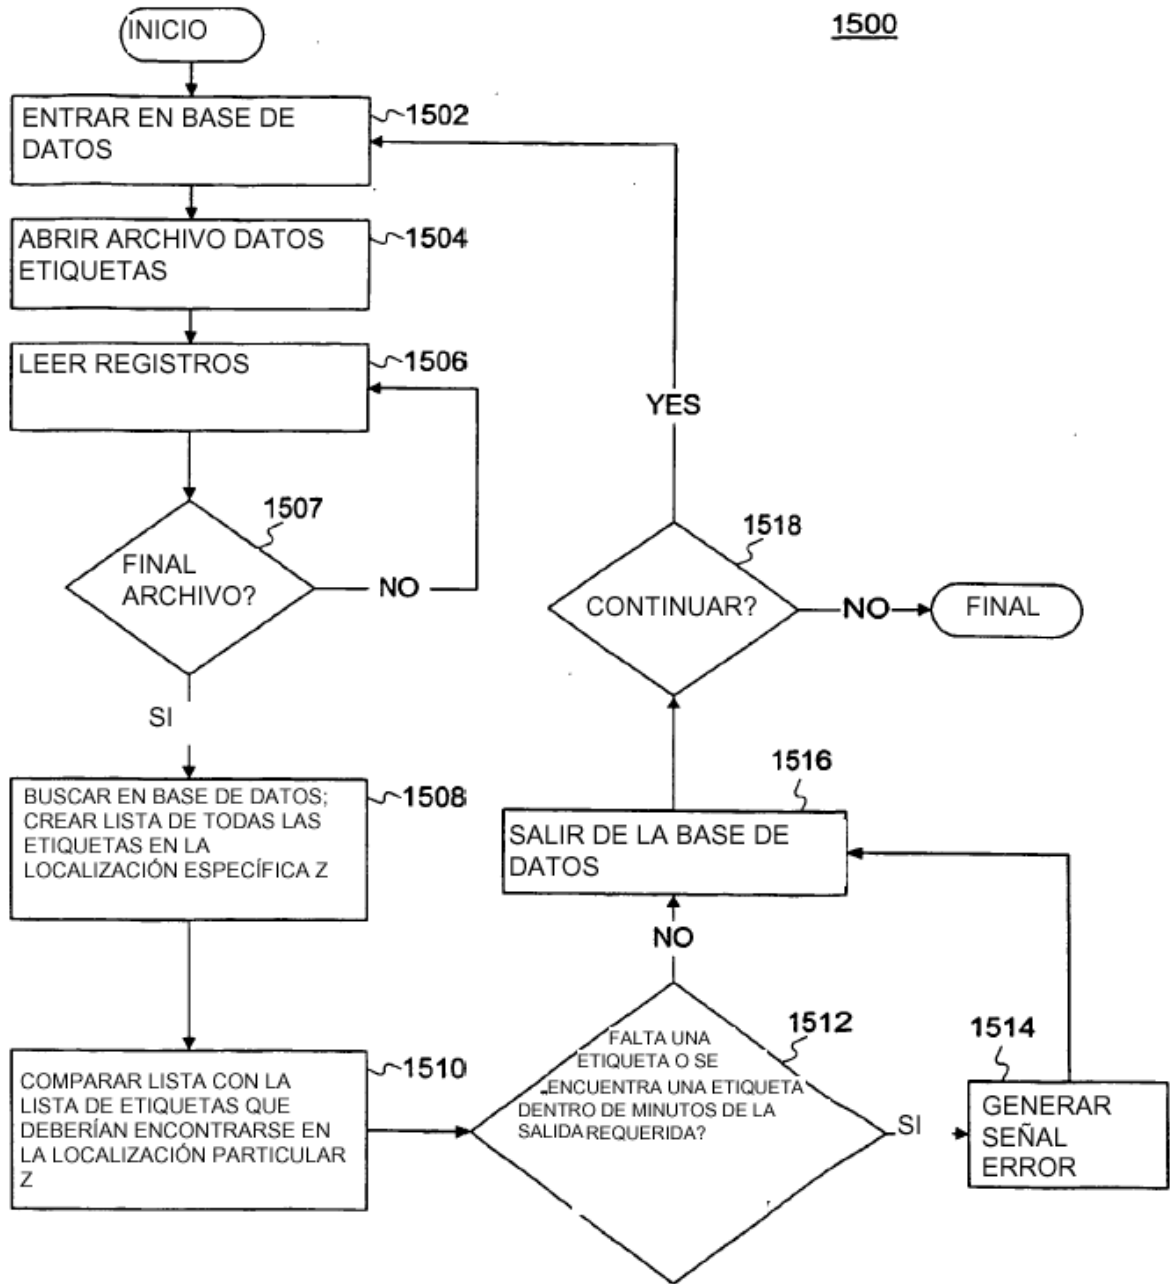 1500
INICIO
ENTRAR EN BASE DE
DATOS
1502
ABRIR ARCHIVO DATOS
ETIQUETAS
1504
LEER REGISTROS
1506
FINAL
ARCHIVO?
1507
NO
SI
BUSCAR EN BASE DE DATOS;
CREAR LISTA DE TODAS LAS
ETIQUETAS EN LA
LOCALIZACIÓN ESPECÍFICA Z
1508
COMPARAR LISTA CON LA
LISTA DE ETIQUETAS QUE
DEBERÍAN ENCONTRARSE EN
LA LOCALIZACIÓN PARTICULAR
Z
1510
FALTA UNA
ETIQUETA O SE
ENCUENTRA UNA ETIQUETA
DENTRO DE MINUTOS DE LA
SALIDA REQUERIDA?
1512
SI
GENERAR
SEÑAL
ERROR
1514
NO
SALIR DE LA BASE DE
DATOS
1516
CONTINUAR?
1518
NO
FINAL
YES